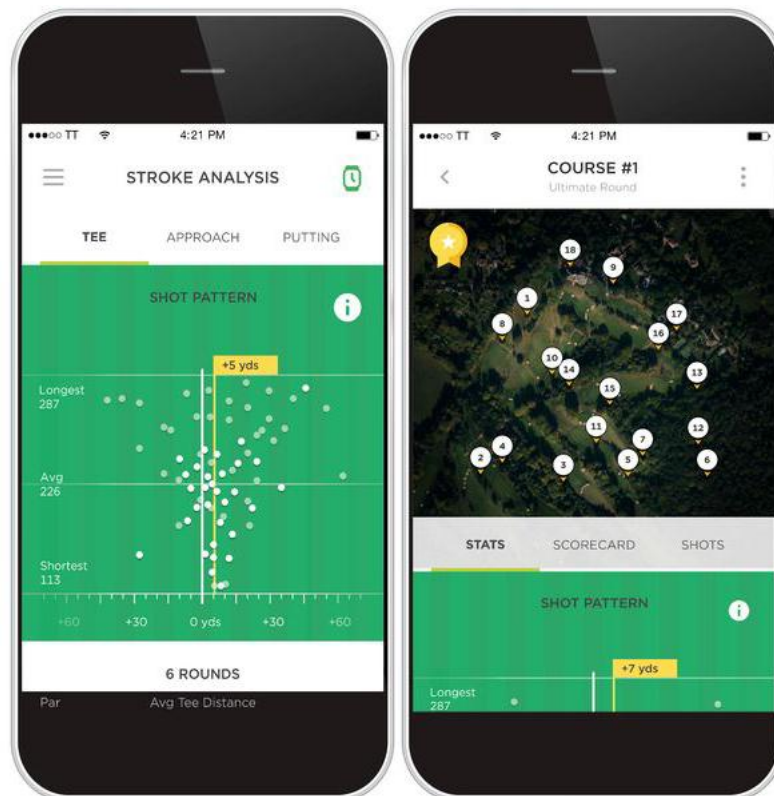 ●●●○○ TT 4:21 PM
STROKE ANALYSIS
TEE APPROACH PUTTING
SHOT PATTERN
i
+5 yds
Longest
287
Avg
226
Shortest
113
+60 +30 0 yds +30 +60
6 ROUNDS
Par Avg Tee Distance
●●●○○ TT 4:21 PM
COURSE #1
Ultimate Round
18
9
1
17
8
16
10
14
13
15
11
12
7
4
2
3
5
6
STATS SCORECARD SHOTS
SHOT PATTERN
i
+7 yds
Longest
287